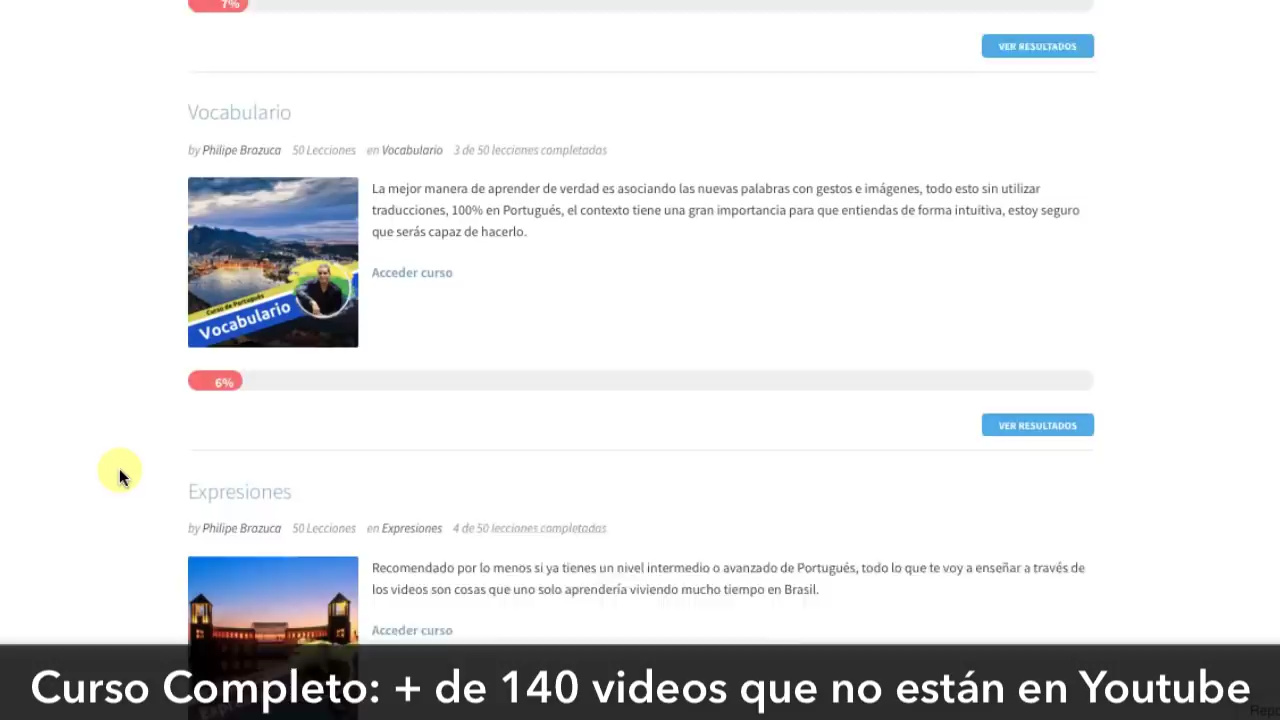 7%
VER RESULTADOS
Vocabulario
by Philipe Brazuca 50 Lecciones en Vocabulario 3 de 50 lecciones completadas
La mejor manera de aprender de verdad es asociando las nuevas palabras con gestos e imágenes, todo esto sin utilizar
traducciones, 100% en Portugués, el contexto tiene una gran importancia para que entiendas de forma intuitiva, estoy seguro
que serás capaz de hacerlo.
Acceder curso
Curso de Portugués
Vocabulario
6%
VER RESULTADOS
Expresiones
by Philipe Brazuca 50 Lecciones en Expresiones 4 de 50 lecciones completadas
Recomendado por lo menos si ya tienes un nivel intermedio o avanzado de Portugués, todo lo que te voy a enseñar a través de
los videos son cosas que uno solo aprendería viviendo mucho tiempo en Brasil.
Acceder curso
Curso Completo: + de 140 videos que no están en Youtube